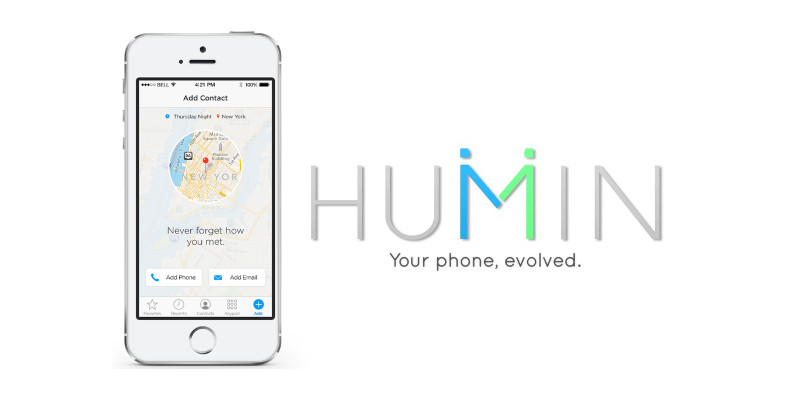 BELL 4:21 PM 100%
Add Contact
Thursday Night New York
NEW YOR
Never forget how
you met.
Add Phone Add Email
Favorites Recents Contacts Keypad Add
HUMIN
Your phone, evolved.